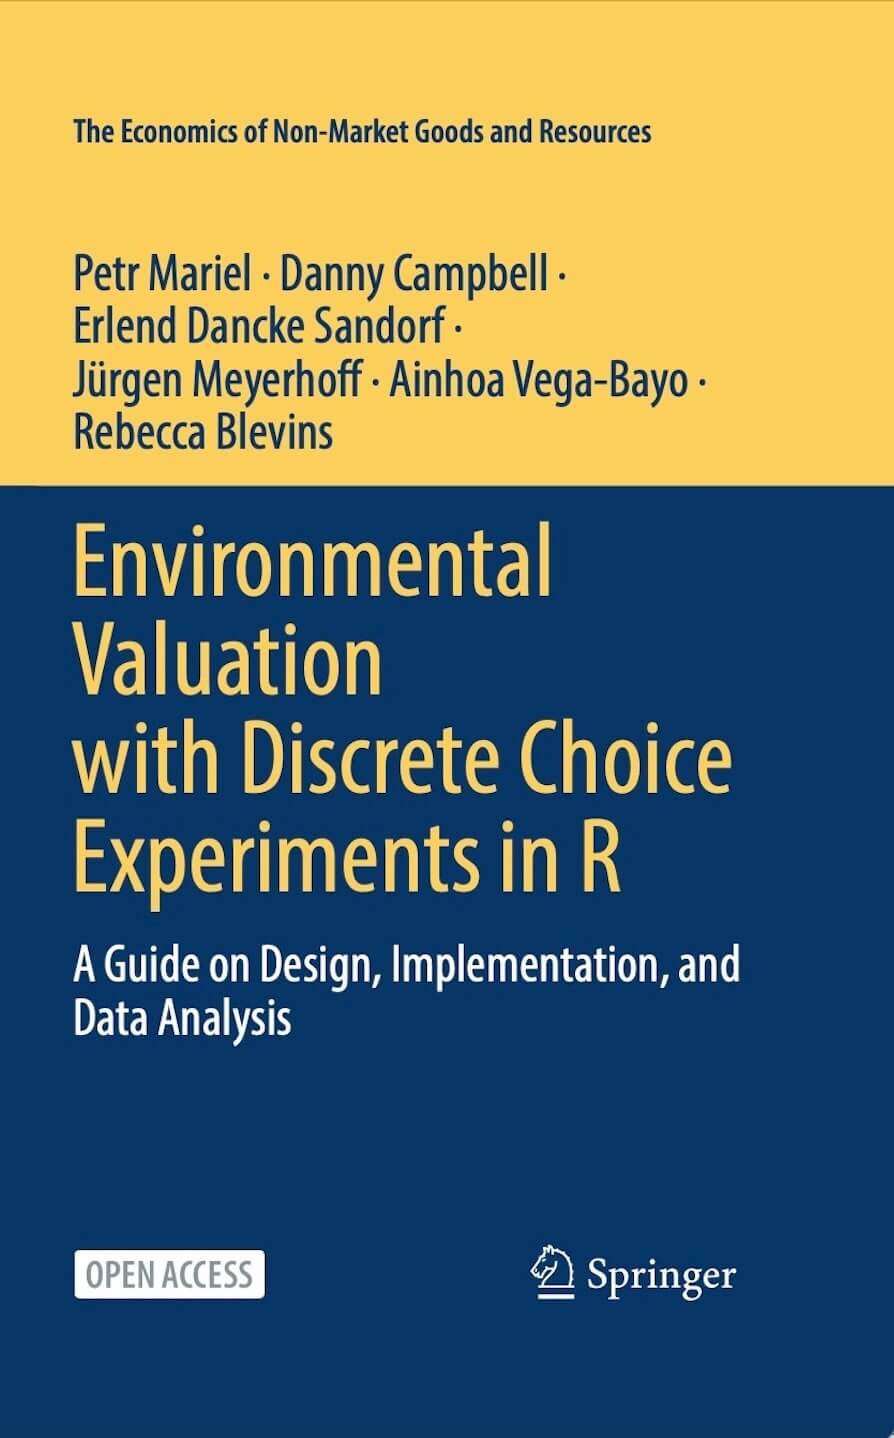 The Economics of Non-Market Goods and Resources
Petr Mariel · Danny Campbell ·
Erlend Dancke Sandorf ·
Jürgen Meyerhoff · Ainhoa Vega-Bayo ·
Rebecca Blevins
Environmental
Valuation
with Discrete Choice
Experiments in R
A Guide on Design, Implementation, and
Data Analysis
OPEN ACCESS
Springer